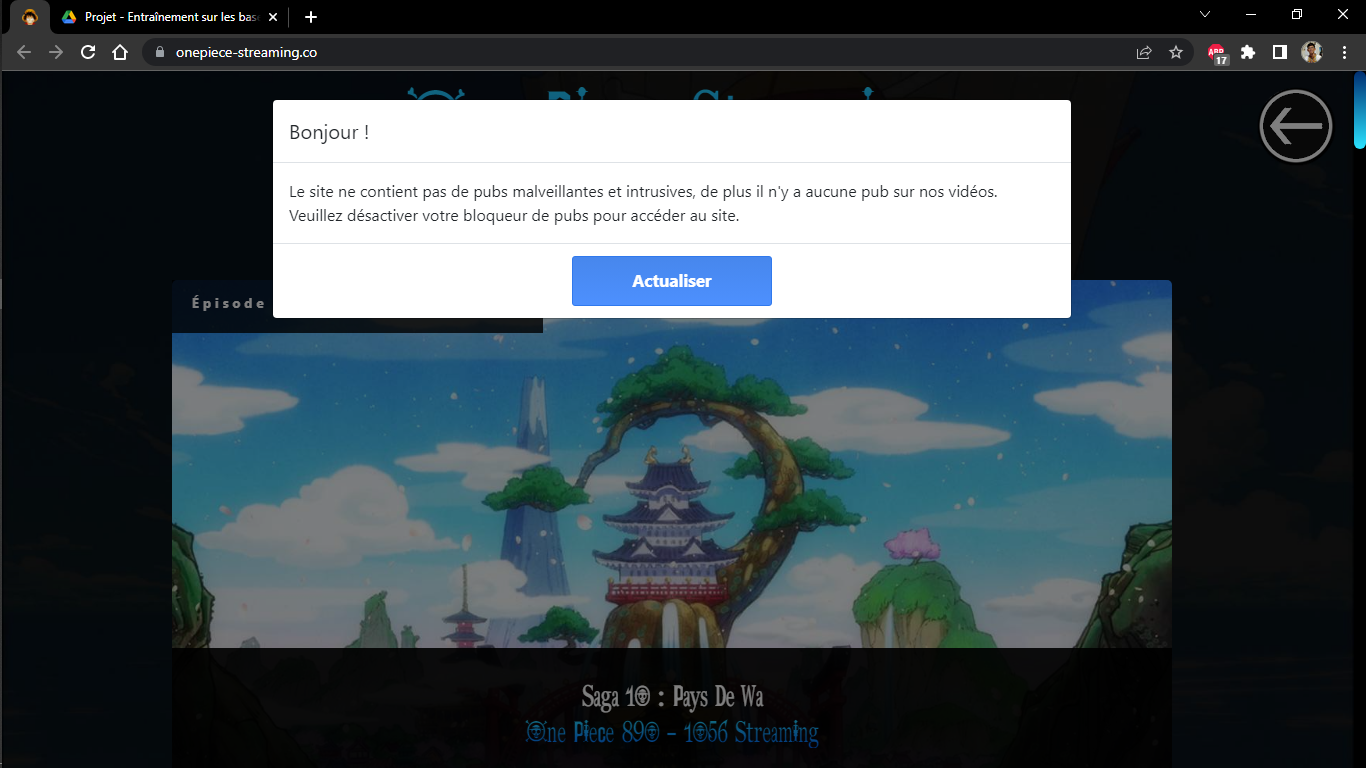 Projet - Entraînement sur les bas
onepiece-streaming.co
ABP
17
Bonjour !
Le site ne contient pas de pubs malveillantes et intrusives, de plus il n'y a aucune pub sur nos vidéos.
Veuillez désactiver votre bloqueur de pubs pour accéder au site.
Actualiser
Épisode
Saga 10 : Pays De Wa
One Piece 890 - 1056 Streaming